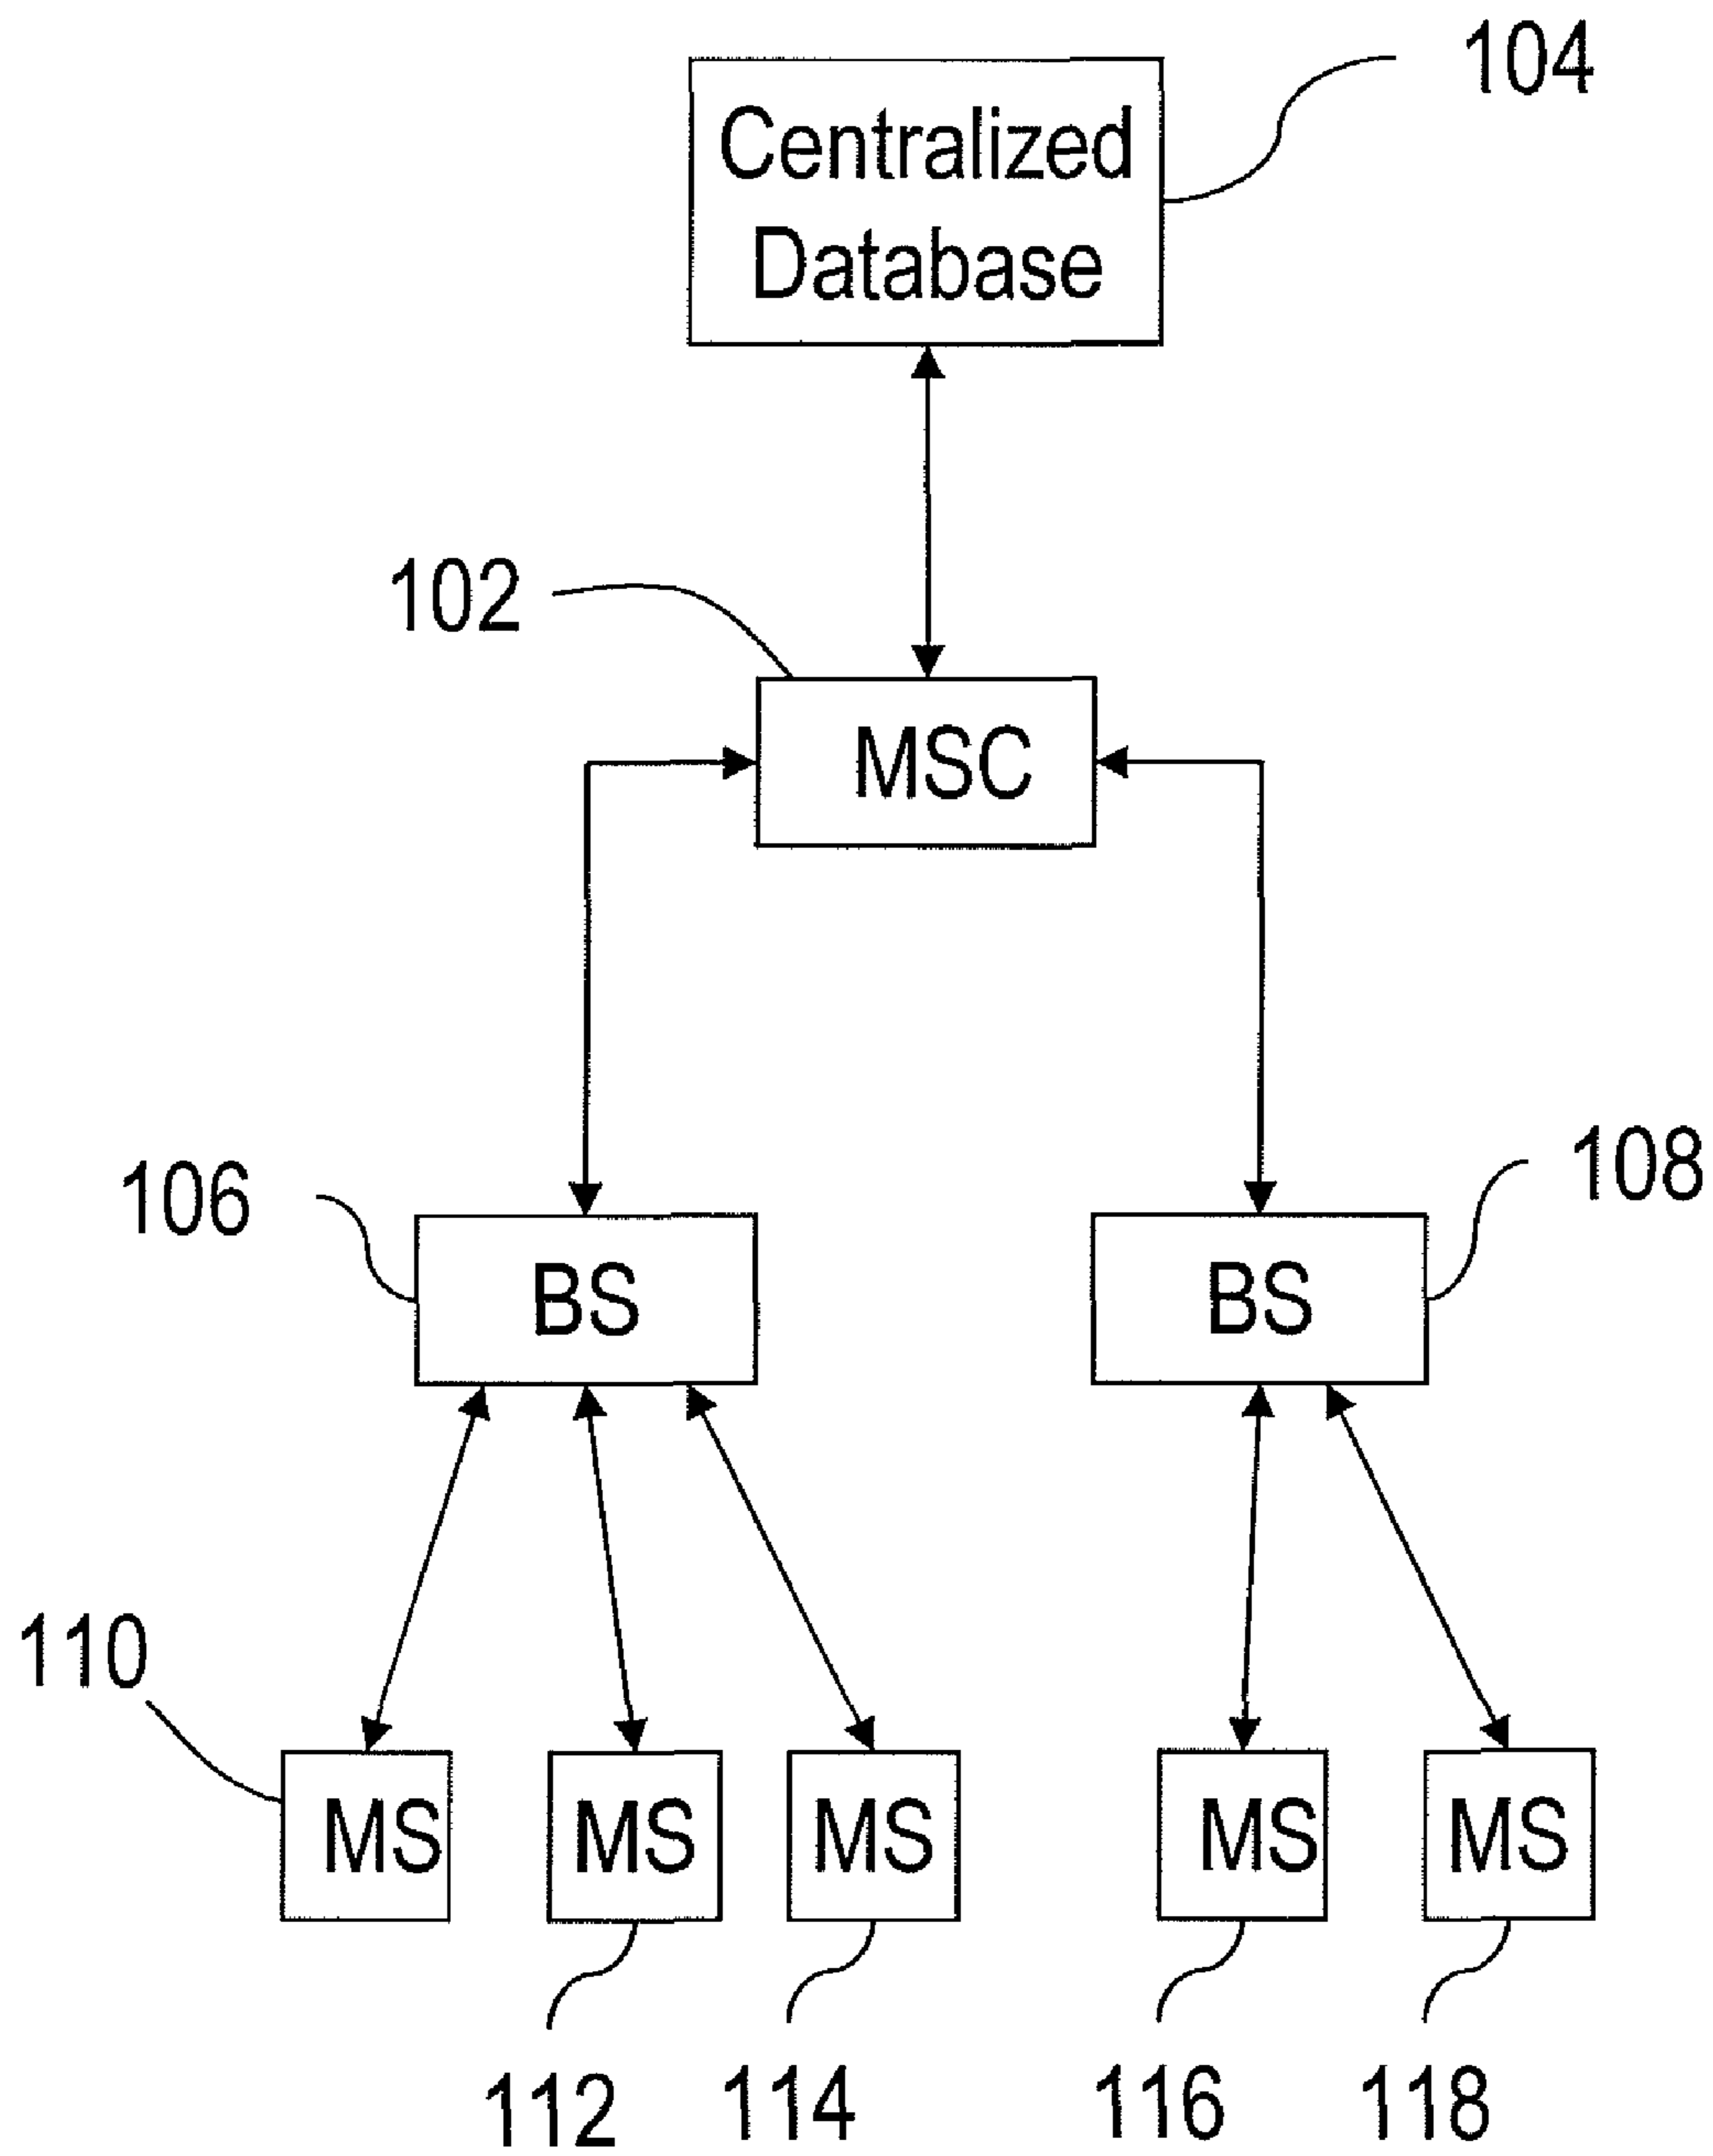 104
Centralized
Database
102
MSC
106
108
BS
BS
110
MS
MS
MS
MS
MS
112
114
116
118